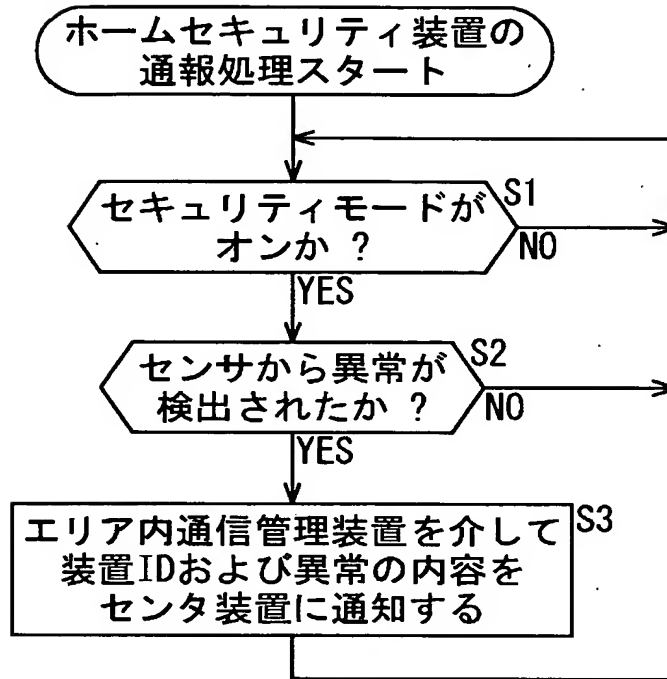 ホームセキュリティ装置の
通報処理スタート
セキュリティモードが
オンか ?
S1
NO
YES
センサから異常が
検出されたか ?
S2
NO
YES
エリア内通信管理装置を介して
装置IDおよび異常の内容を
センタ装置に通知する
S3